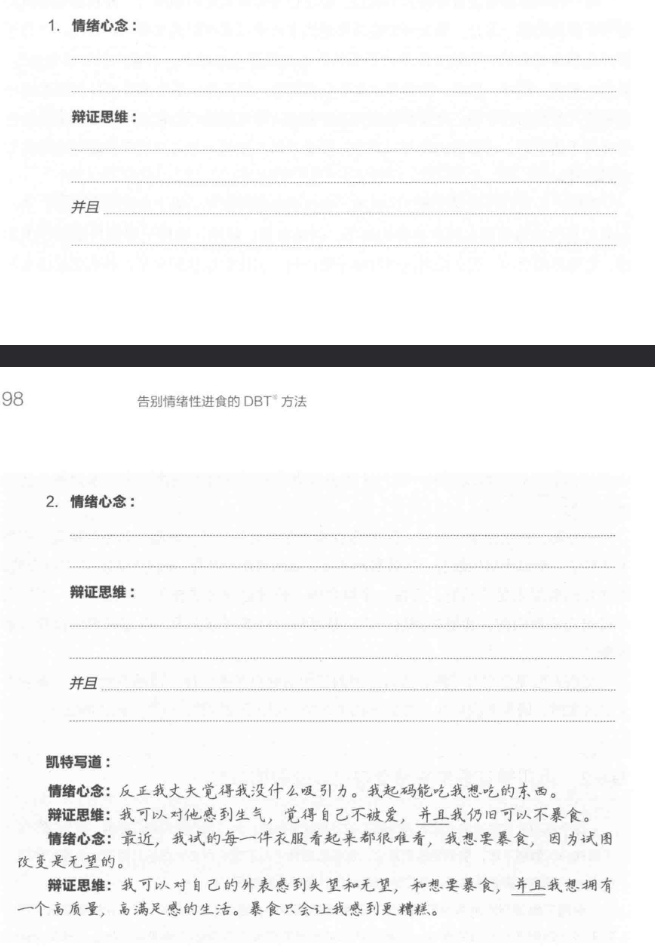 1. 情绪心念：
辩证思维：
并且
98
告别情绪性进食的 DBT® 方法
2. 情绪心念：
辩证思维：
并且
凯特写道：
情绪心念：反正我丈夫觉得我没什么吸引力。我起码能吃我想吃的东西。
辩证思维：我可以对他感到生气，觉得自己不被爱，并且我仍旧可以不暴食。
情绪心念：最近，我试的每一件衣服看起来都很难看，我想要暴食，因为试图
改变是无望的。
辩证思维：我可以对自己的外表感到失望和无望，和想要暴食，并且我想拥有
一个高质量，高满足感的生活。暴食只会让我感到更糟糕。